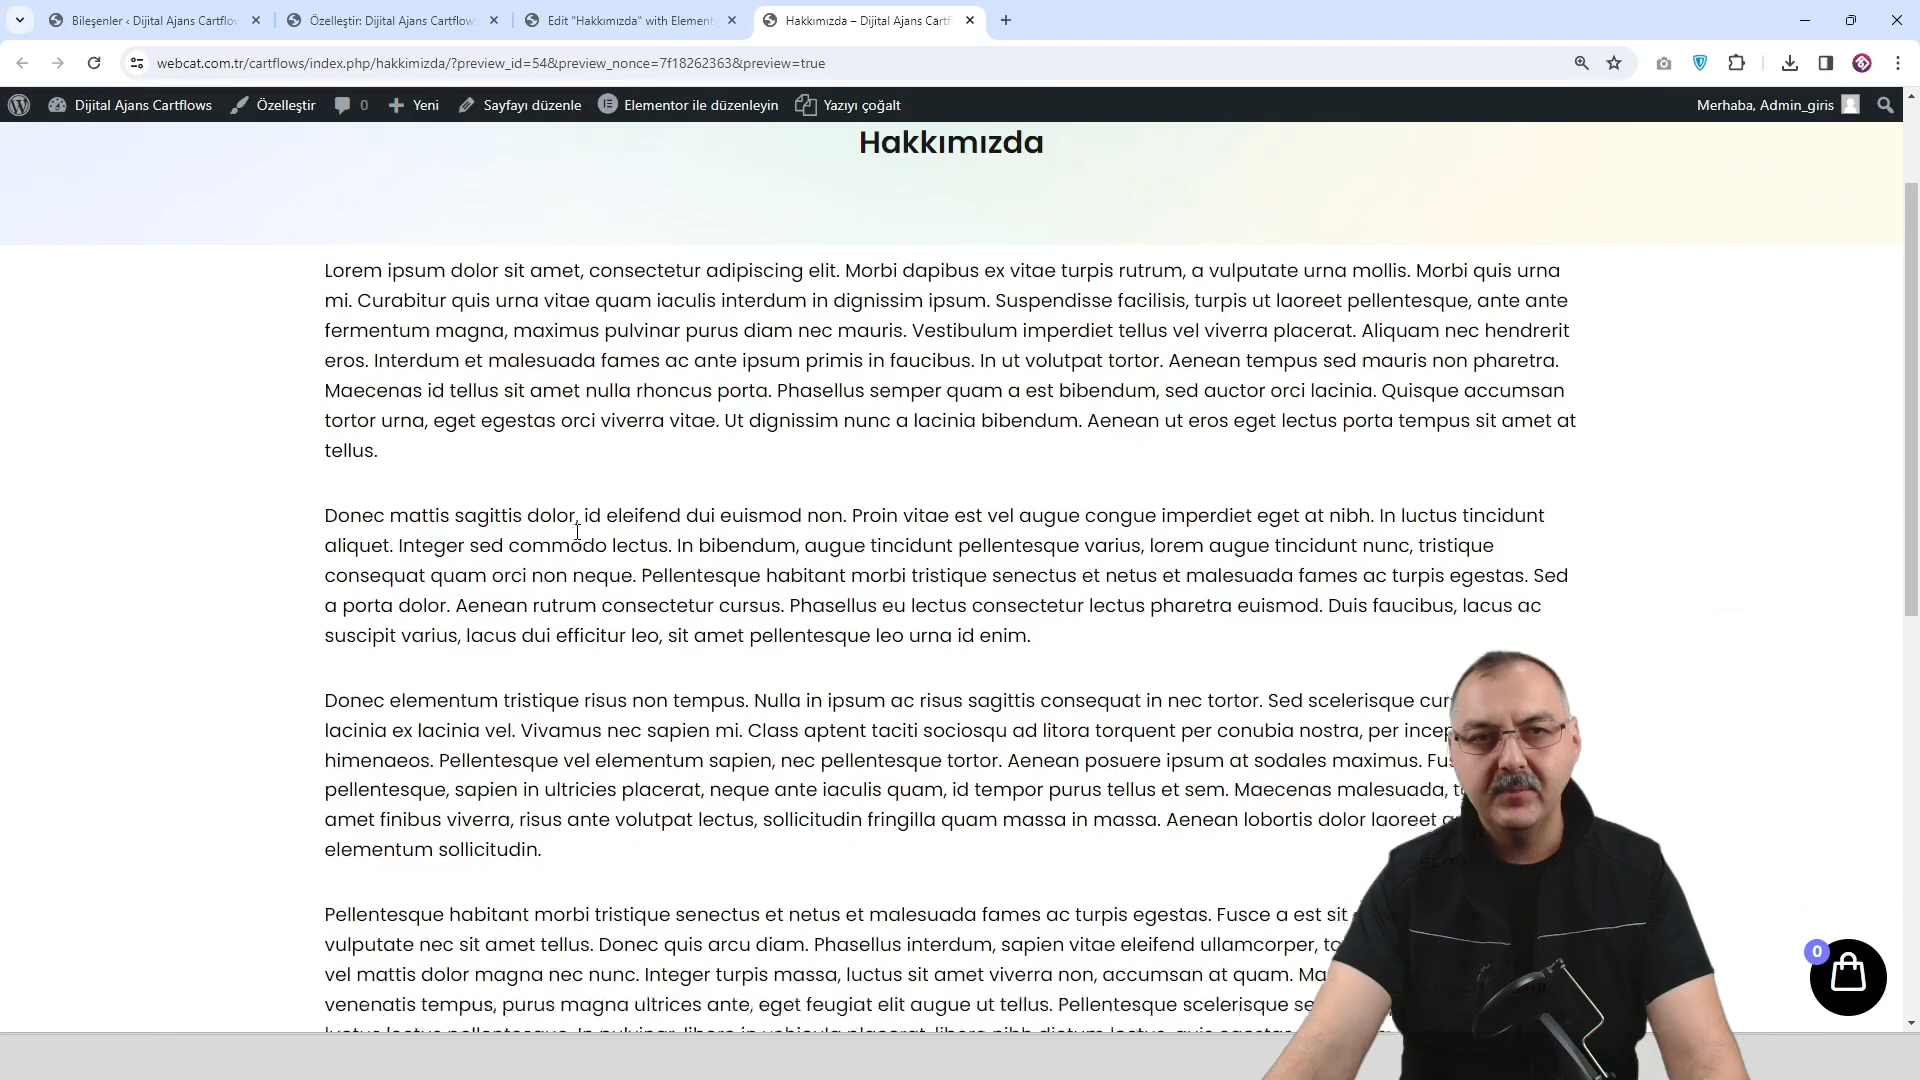 Bileşenler ‹ Dijital Ajans Cartflow
Özelleştir: Dijital Ajans Cartflow
Edit "Hakkımızda" with Element
Hakkımızda – Dijital Ajans Cartf
webcat.com.tr/cartflows/index.php/hakkimizda/?preview_id=54&preview_nonce=7f18262363&preview=true
Dijital Ajans Cartflows Özelleştir 0 Yeni Sayfayı düzenle Elementor ile düzenleyin Yazıyı çoğalt Merhaba, Admin_giris
Hakkımızda
Lorem ipsum dolor sit amet, consectetur adipiscing elit. Morbi dapibus ex vitae turpis rutrum, a vulputate urna mollis. Morbi quis urna
mi. Curabitur quis urna vitae quam iaculis interdum in dignissim ipsum. Suspendisse facilisis, turpis ut laoreet pellentesque, ante ante
fermentum magna, maximus pulvinar purus diam nec mauris. Vestibulum imperdiet tellus vel viverra placerat. Aliquam nec hendrerit
eros. Interdum et malesuada fames ac ante ipsum primis in faucibus. In ut volutpat tortor. Aenean tempus sed mauris non pharetra.
Maecenas id tellus sit amet nulla rhoncus porta. Phasellus semper quam a est bibendum, sed auctor orci lacinia. Quisque accumsan
tortor urna, eget egestas orci viverra vitae. Ut dignissim nunc a lacinia bibendum. Aenean ut eros eget lectus porta tempus sit amet at
tellus.
Donec mattis sagittis dolor, id eleifend dui euismod non. Proin vitae est vel augue congue imperdiet eget at nibh. In luctus tincidunt
aliquet. Integer sed commodo lectus. In bibendum, augue tincidunt pellentesque varius, lorem augue tincidunt nunc, tristique
consequat quam orci non neque. Pellentesque habitant morbi tristique senectus et netus et malesuada fames ac turpis egestas. Sed
a porta dolor. Aenean rutrum consectetur cursus. Phasellus eu lectus consectetur lectus pharetra euismod. Duis faucibus, lacus ac
suscipit varius, lacus dui efficitur leo, sit amet pellentesque leo urna id enim.
Donec elementum tristique risus non tempus. Nulla in ipsum ac risus sagittis consequat in nec tortor. Sed scelerisque cur
lacinia ex lacinia vel. Vivamus nec sapien mi. Class aptent taciti sociosqu ad litora torquent per conubia nostra, per incep
himenaeos. Pellentesque vel elementum sapien, nec pellentesque tortor. Aenean posuere ipsum at sodales maximus. Fus
pellentesque, sapien in ultricies placerat, neque ante iaculis quam, id tempor purus tellus et sem. Maecenas malesuada,
amet finibus viverra, risus ante volutpat lectus, sollicitudin fringilla quam massa in massa. Aenean lobortis dolor laoreet
elementum sollicitudin.
Pellentesque habitant morbi tristique senectus et netus et malesuada fames ac turpis egestas. Fusce a est sit
vulputate nec sit amet tellus. Donec quis arcu diam. Phasellus interdum, sapien vitae eleifend ullamcorper,
vel mattis dolor magna nec nunc. Integer turpis massa, luctus sit amet viverra non, accumsan at quam.
venenatis tempus, purus magna ultrices ante, eget feugiat elit augue ut tellus. Pellentesque scelerisque
0